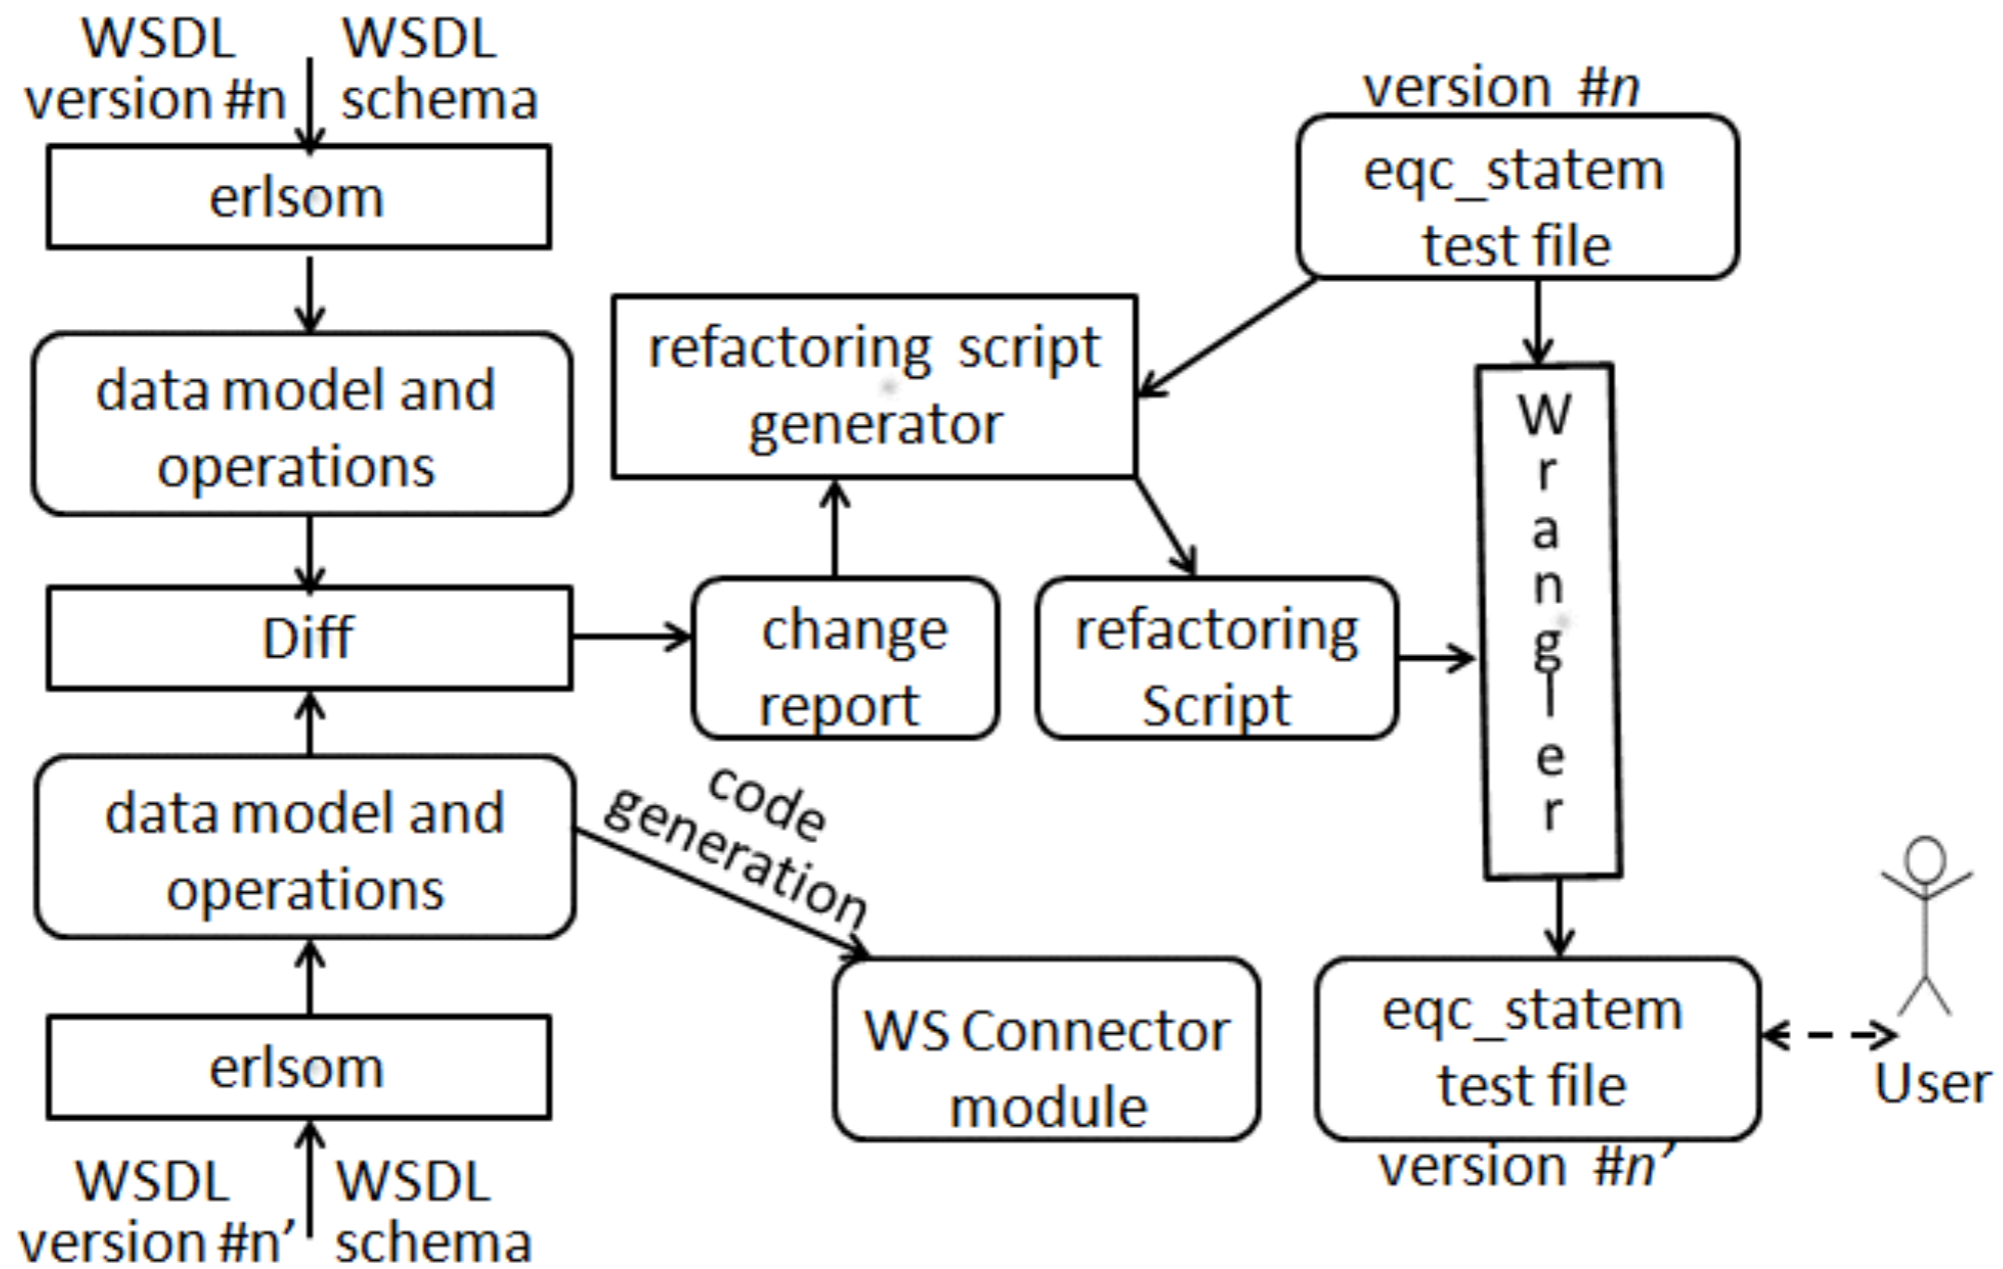 WSDL
version #n
WSDL
schema
erlsom
data model and
operations
Diff
data model and
operations
erlsom
WSDL
version #n’
WSDL
schema
refactoring script
generator
change
report
refactoring
Script
code
generation
WS Connector
module
version #n
eqc_statem
test file
Wrangler
eqc_statem
test file
version #n’
User